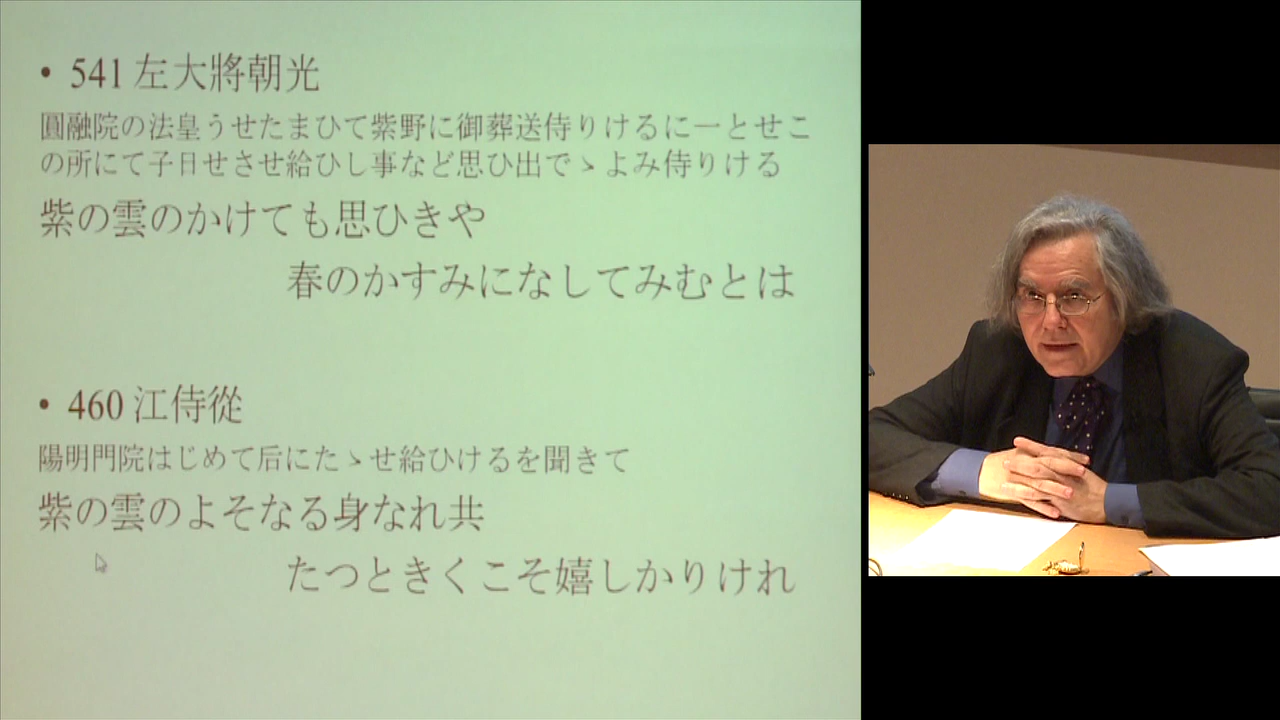 • 541 左大將朝光
圓融院の法皇うせたまひて紫野に御葬送侍りけるに一とせこ
の所にて子日せさせ給ひし事など思ひ出でゝよみ侍りける
紫の雲のかけても思ひきや
春のかすみになしてみむとは
• 460 江侍從
陽明門院はじめて后にたゝせ給ひけるを聞きて
紫の雲のよそなる身なれ共
たつときくこそ嬉しかりけれ